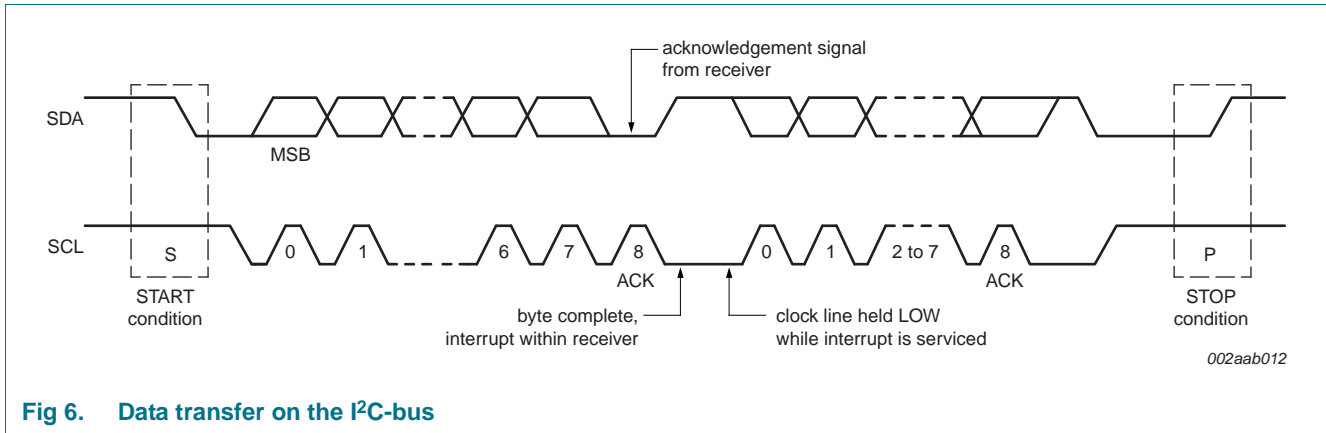 acknowledgement signal
from receiver
SDA
MSB
SCL
S
0
1
6
7
8
0
1
2 to 7
8
P
ACK
ACK
START
condition
byte complete,
interrupt within receiver
clock line held LOW
while interrupt is serviced
STOP
condition
002aab012
Fig 6. Data transfer on the I²C-bus